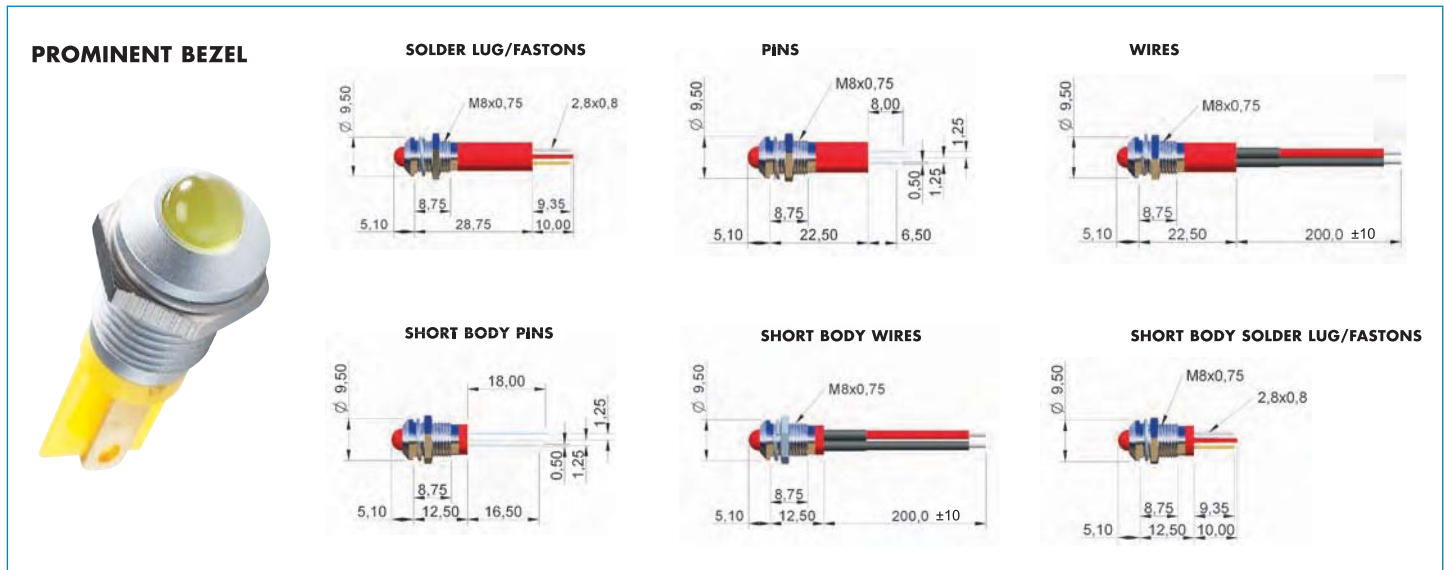 PROMINENT BEZEL
SOLDER LUG/FASTONS
Ø 9,50
M8x0,75
2,8x0,8
8,75
9,35
5,10
28,75
10,00
PINS
Ø 9,50
M8x0,75
8,00
1,25
0,50
1,25
8,75
5,10
22,50
6,50
WIRES
Ø 9,50
M8x0,75
8,75
5,10
22,50
200,0 ±10
SHORT BODY PINS
Ø 9,50
18,00
1,25
0,50
1,25
8,75
5,10
12,50
16,50
SHORT BODY WIRES
Ø 9,50
M8x0,75
8,75
5,10
12,50
200,0 ±10
SHORT BODY SOLDER LUG/FASTONS
Ø 9,50
M8x0,75
2,8x0,8
8,75
9,35
5,10
12,50
10,00